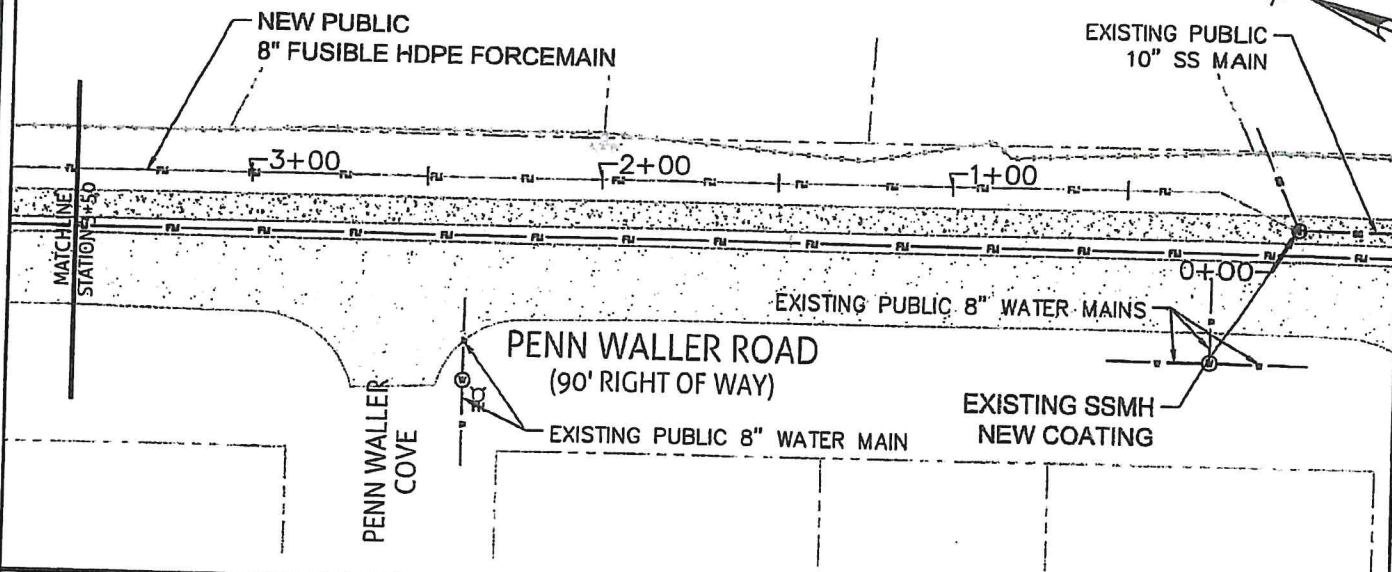 NEW PUBLIC
8" FUSIBLE HDPE FORCEMAIN
EXISTING PUBLIC
10" SS MAIN
3+00
2+00
1+00
MATCHLINE
0+00
EXISTING PUBLIC 8" WATER MAINS
PENN WALLER ROAD
(90' RIGHT OF WAY)
EXISTING SSMH
NEW COATING
EXISTING PUBLIC 8" WATER MAIN
PENN WALLER
COVE